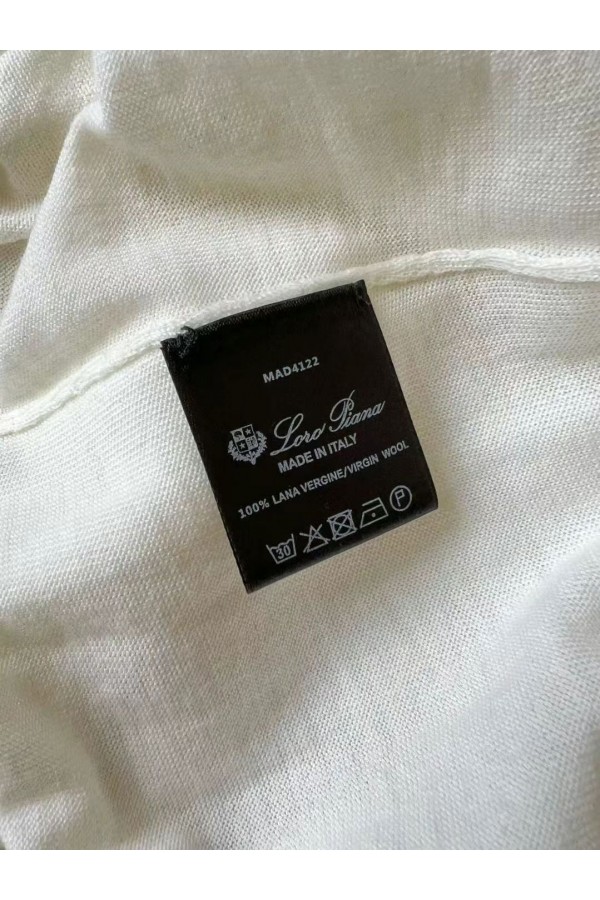 MAD4122
Loro Piana
MADE IN ITALY
100% LANA VERGINE/VIRGIN WOOL
30 P